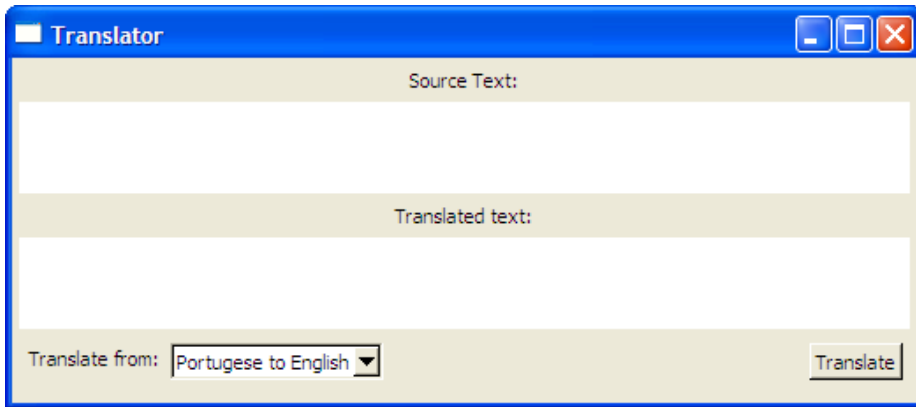 Translator
Source Text:
Translated text:
Translate from: Portugese to English Translate